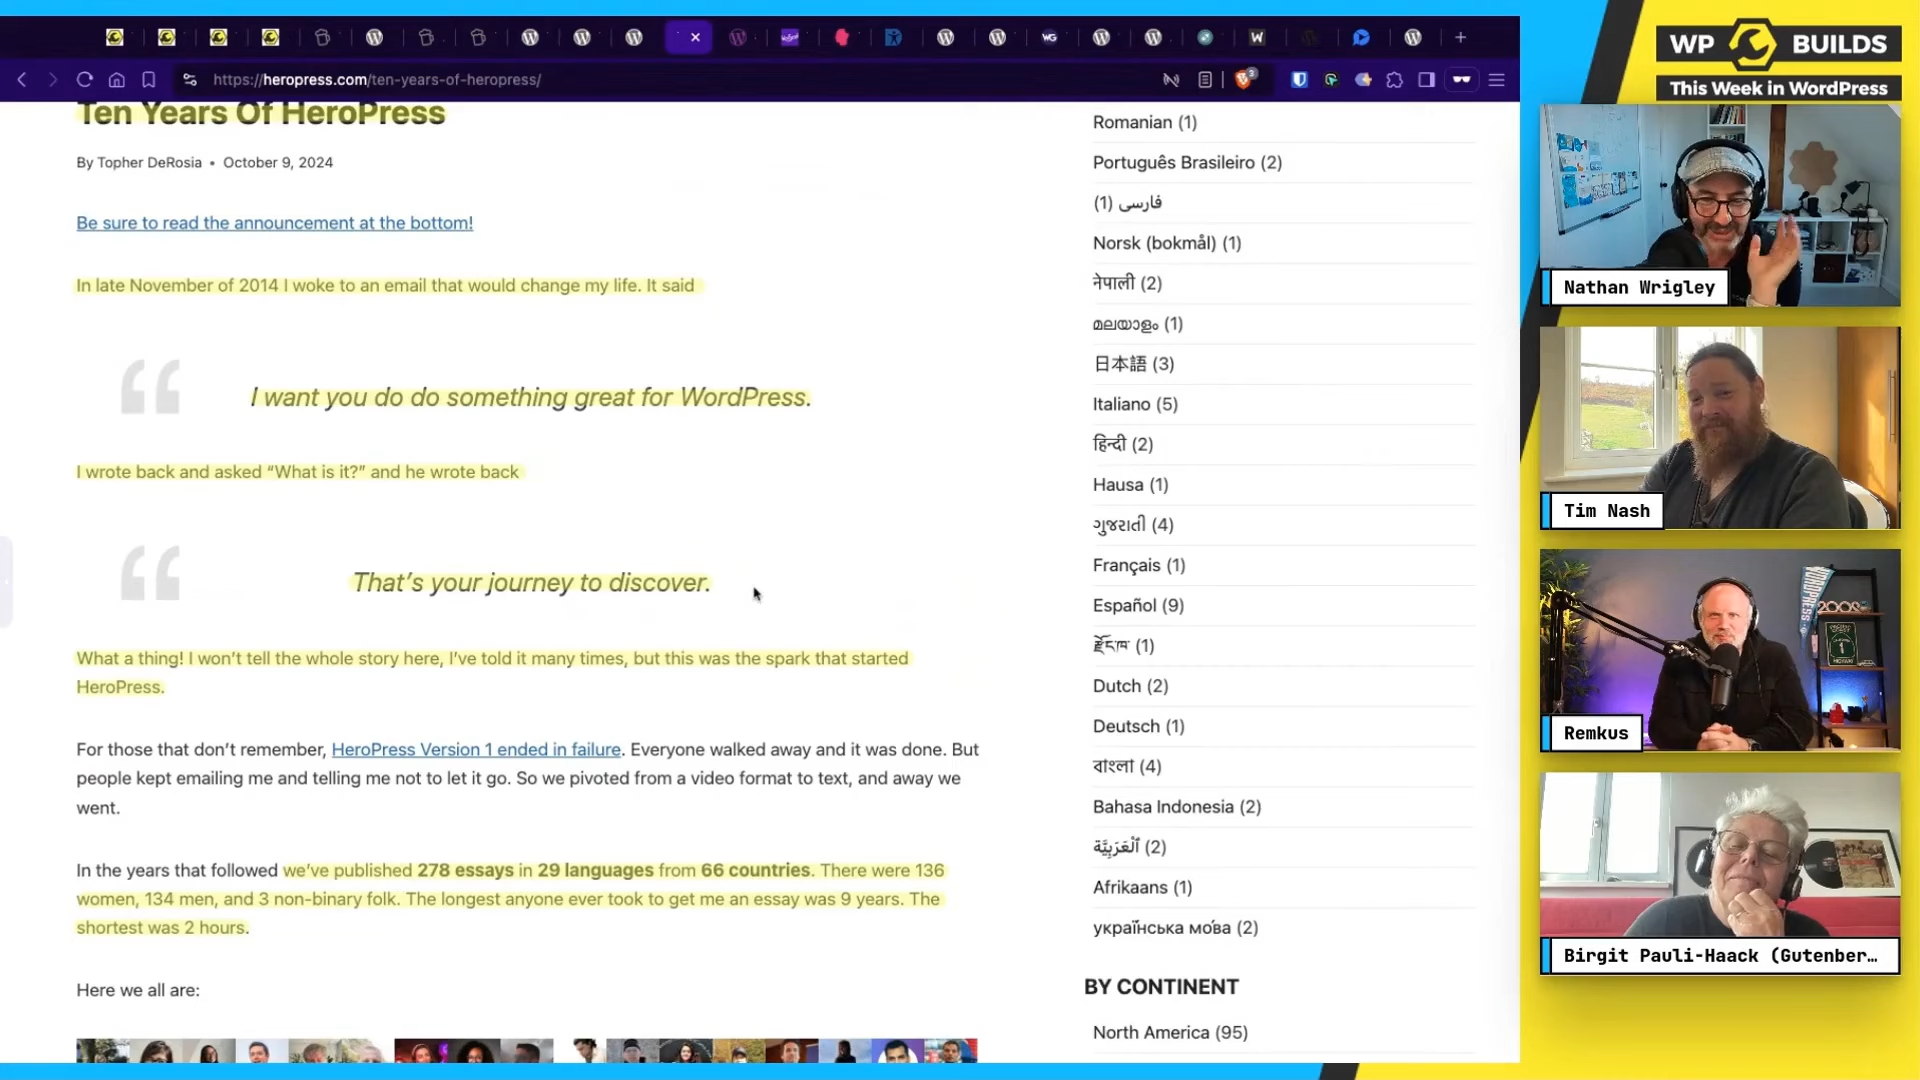 https://heropress.com/ten-years-of-heropress/
Ten Years Of HeroPress
By Topher DeRosia • October 9, 2024
Be sure to read the announcement at the bottom!
In late November of 2014 I woke to an email that would change my life. It said
I want you do do something great for WordPress.
I wrote back and asked “What is it?” and he wrote back
That’s your journey to discover.
What a thing! I won’t tell the whole story here, I’ve told it many times, but this was the spark that started
HeroPress.
For those that don’t remember, HeroPress Version 1 ended in failure. Everyone walked away and it was done. But
people kept emailing me and telling me not to let it go. So we pivoted from a video format to text, and away we
went.
In the years that followed we’ve published 278 essays in 29 languages from 66 countries. There were 136
women, 134 men, and 3 non-binary folk. The longest anyone ever took to get me an essay was 9 years. The
shortest was 2 hours.
Here we all are:
Romanian (1)
Português Brasileiro (2)
فارسی (1)
Norsk (bokmål) (1)
नेपाली (2)
മലയാളം (1)
日本語 (3)
Italiano (5)
हिन्दी (2)
Hausa (1)
ગુજરાતી (4)
Français (1)
Español (9)
རྫོང་ཁ་ (1)
Dutch (2)
Deutsch (1)
বাংলা (4)
Bahasa Indonesia (2)
اَلْعَرَبِيَّة (2)
Afrikaans (1)
українська мо́ва (2)
BY CONTINENT
North America (95)
WP BUILDS
This Week in WordPress
Nathan Wrigley
Tim Nash
WORDPRESS
2008
1
Remkus
Birgit Pauli-Haack (Gutenber…